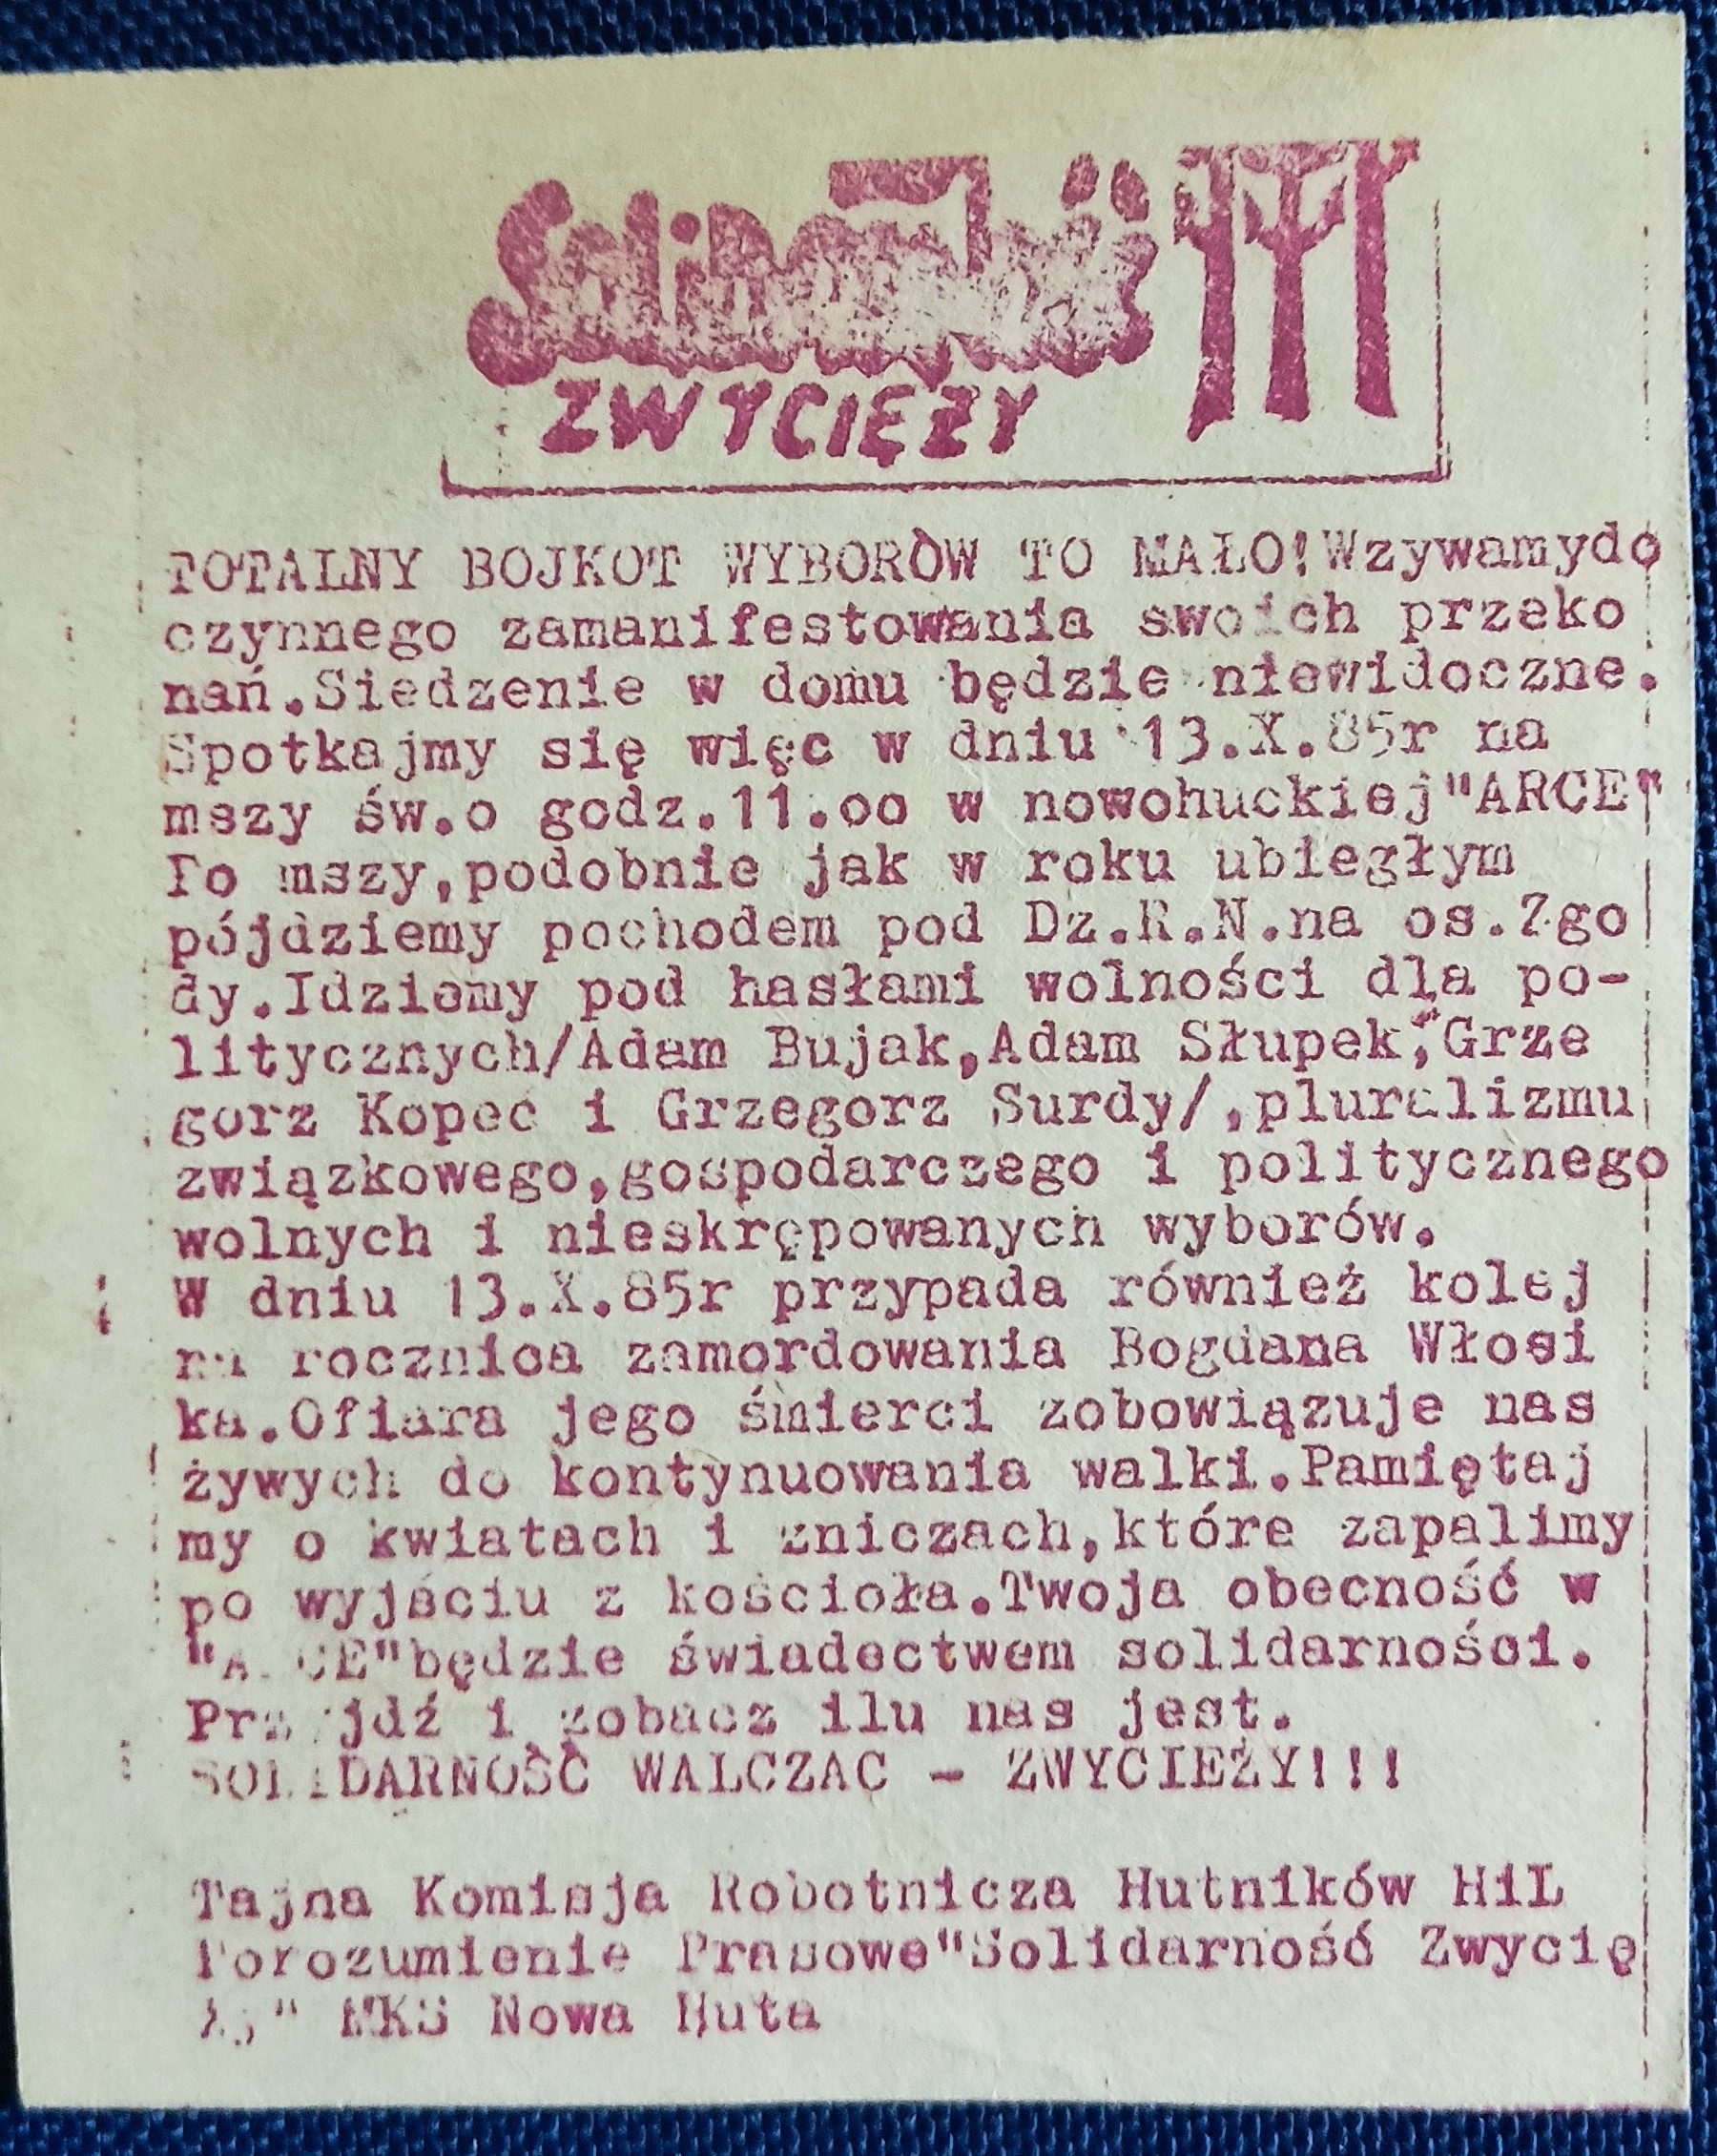 Solidarność
ZWYCIĘŻY
TOTALNY BOJKOT WYBORÓW TO MAŁO!Wzywamydo
czynnego zamanifestowania swoich przeko
nań.Siedzenie w domu będzie niewidoczne.
Spotkajmy się więc w dniu 13.X.85r na
mszy św.o godz.11.oo w nowohuckiej"ARCE"
Po mszy,podobnie jak w roku ubiegłym
pójdziemy pochodem pod Dz.R.N.na os.Zgo
dy.Idziemy pod hasłami wolności dla po-
litycznych/Adam Bujak,Adam Słupek,Grze
gorz Kopeć i Grzegorz Surdy/,pluralizmu
związkowego,gospodarczego i politycznego
wolnych i nieskrępowanych wyborów.
W dniu 13.X.85r przypada również kolej
na rocznica zamordowania Bogdana Włosi
ka.Ofiara jego śmierci zobowiązuje nas
żywych do kontynuowania walki.Pamiętaj
my o kwiatach i zniczach,które zapalimy
po wyjściu z kościoła.Twoja obecność w
"ARCE"będzie świadectwem solidarności.
Przyjdź i zobacz ilu nas jest.
SOLIDARNOŚĆ WALCZAC - ZWYCIEŻY!!!
Tajna Komisja Robotnicza Hutników HiL
Porozumienie Prasowe"Solidarność Zwycię
ży" MKS Nowa Huta